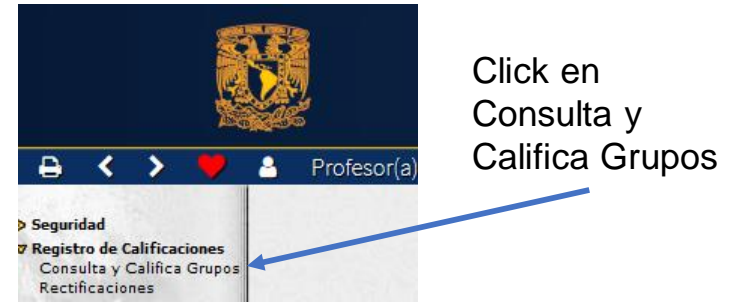 Click en
Consulta y
Califica Grupos
Profesor(a)
Seguridad
Registro de Calificaciones
Consulta y Califica Grupos
Rectificaciones